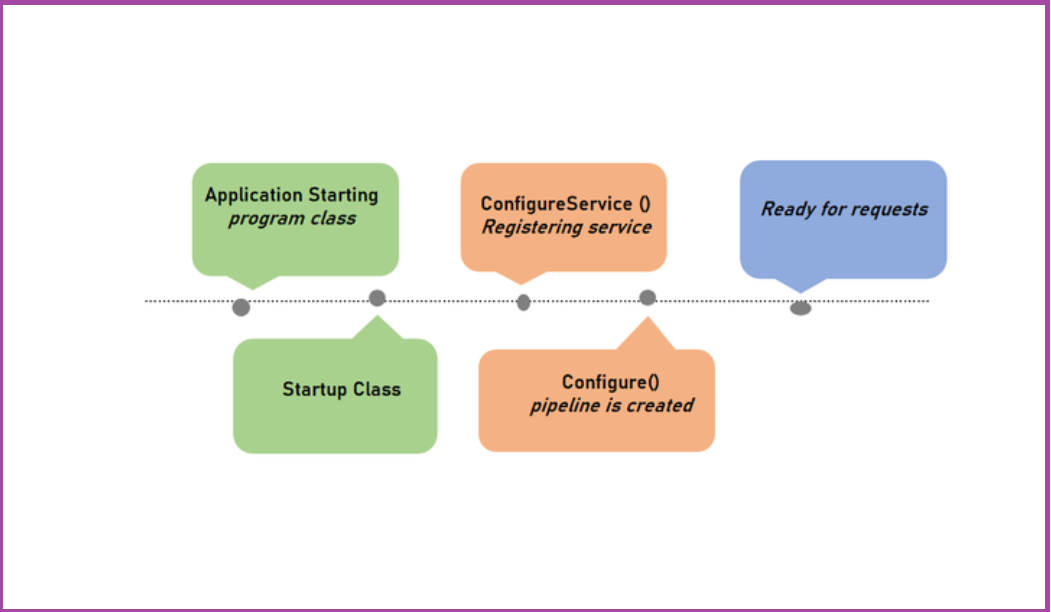 Application Starting
program class
Startup Class
ConfigureService ()
Registering service
Configure()
pipeline is created
Ready for requests